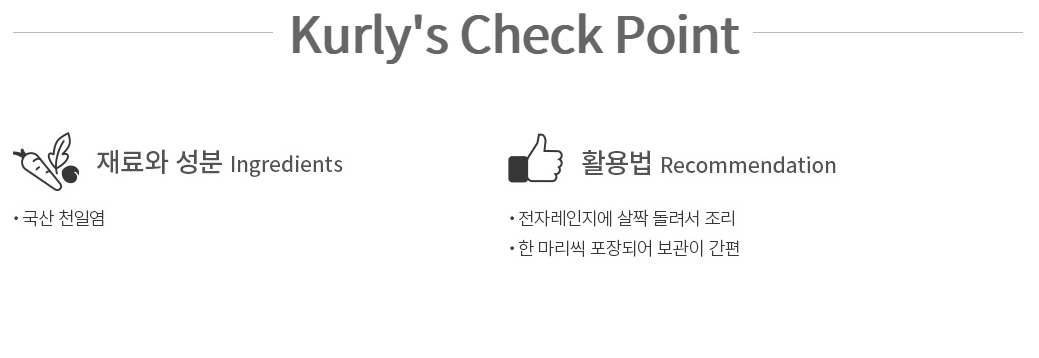 Kurly's Check Point
재료와 성분 Ingredients
• 국산 천일염
활용법 Recommendation
• 전자레인지에 살짝 돌려서 조리
• 한 마리씩 포장되어 보관이 간편